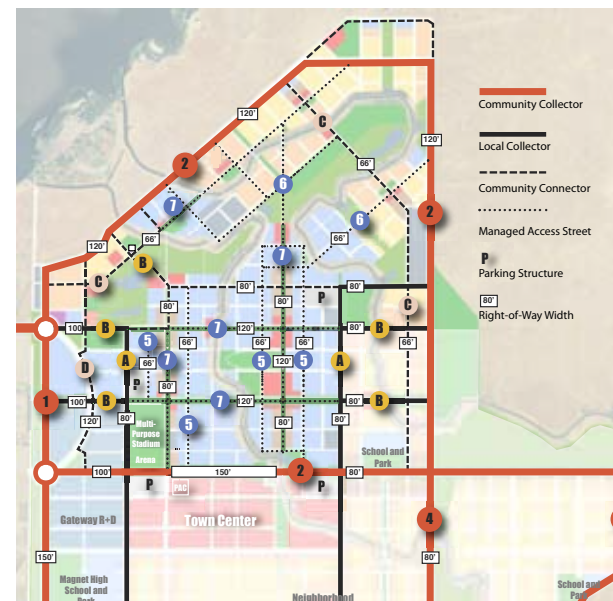 Community Collector
Local Collector
Community Connector
Managed Access Street
P
Parking Structure
80'
Right-of-Way Width
120'
C
120'
2
66'
6
7
6
2
120'
66'
B
7
C
80'
80'
P
80'
80'
80'
C
100'
B
7
120'
80'
B
66'
66'
66'
66'
5
D
A
66'
7
5
120'
5
A
P
80'
1
100'
B
7
120'
80'
B
120'
80'
80'
Multi-
Purpose
Stadium
Arena
5
School and
Park
100'
150'
2
80'
P
PAC
P
Gateway R+D
Town Center
4
150'
80'
Magnet High
School and
Park
Neighborhood
School and
Park